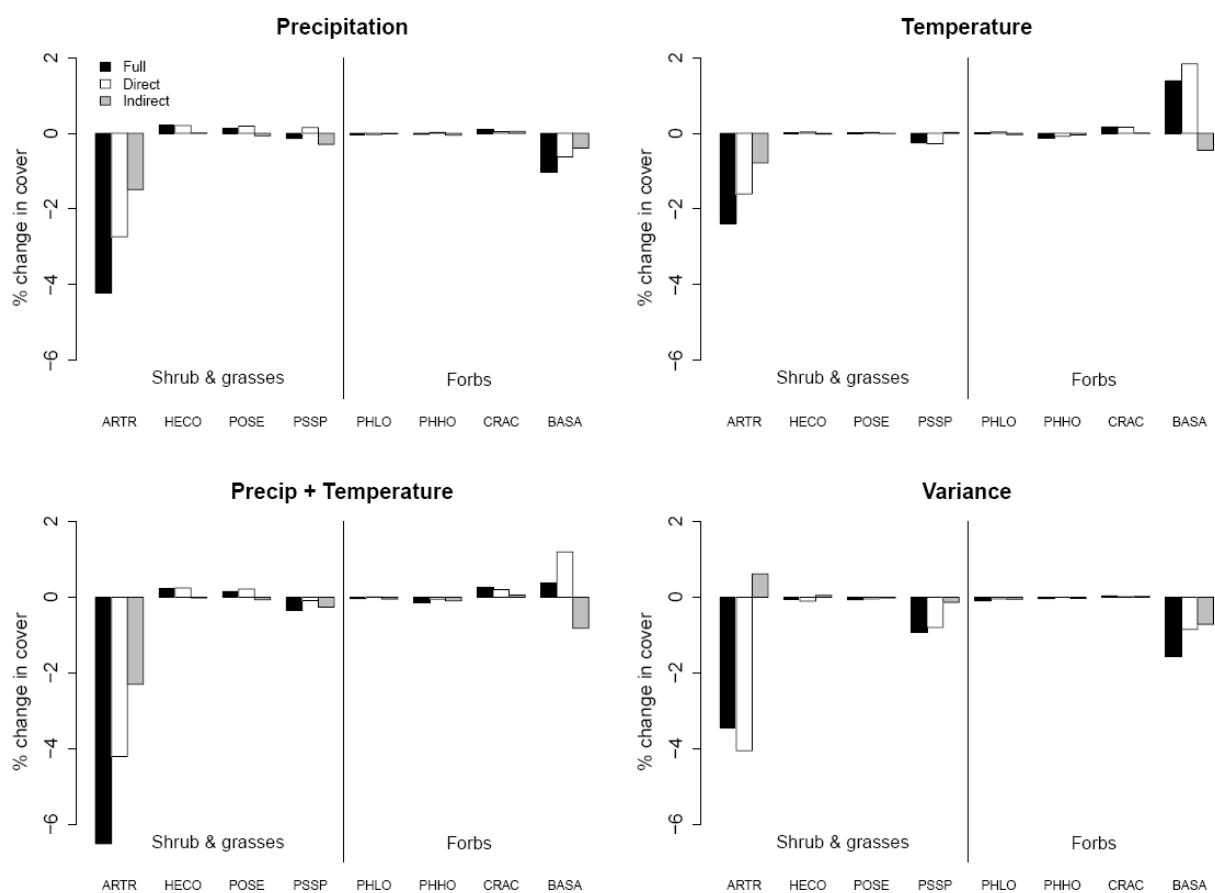 Precipitation
% change in cover
2
0
−2
−4
−6
Full
Direct
Indirect
Shrub & grasses
Forbs
ARTR HECO POSE PSSP PHLO PHHO CRAC BASA
Temperature
% change in cover
2
0
−2
−4
−6
Shrub & grasses
Forbs
ARTR HECO POSE PSSP PHLO PHHO CRAC BASA
Precip + Temperature
% change in cover
2
0
−2
−4
−6
Shrub & grasses
Forbs
ARTR HECO POSE PSSP PHLO PHHO CRAC BASA
Variance
% change in cover
2
0
−2
−4
−6
Shrub & grasses
Forbs
ARTR HECO POSE PSSP PHLO PHHO CRAC BASA